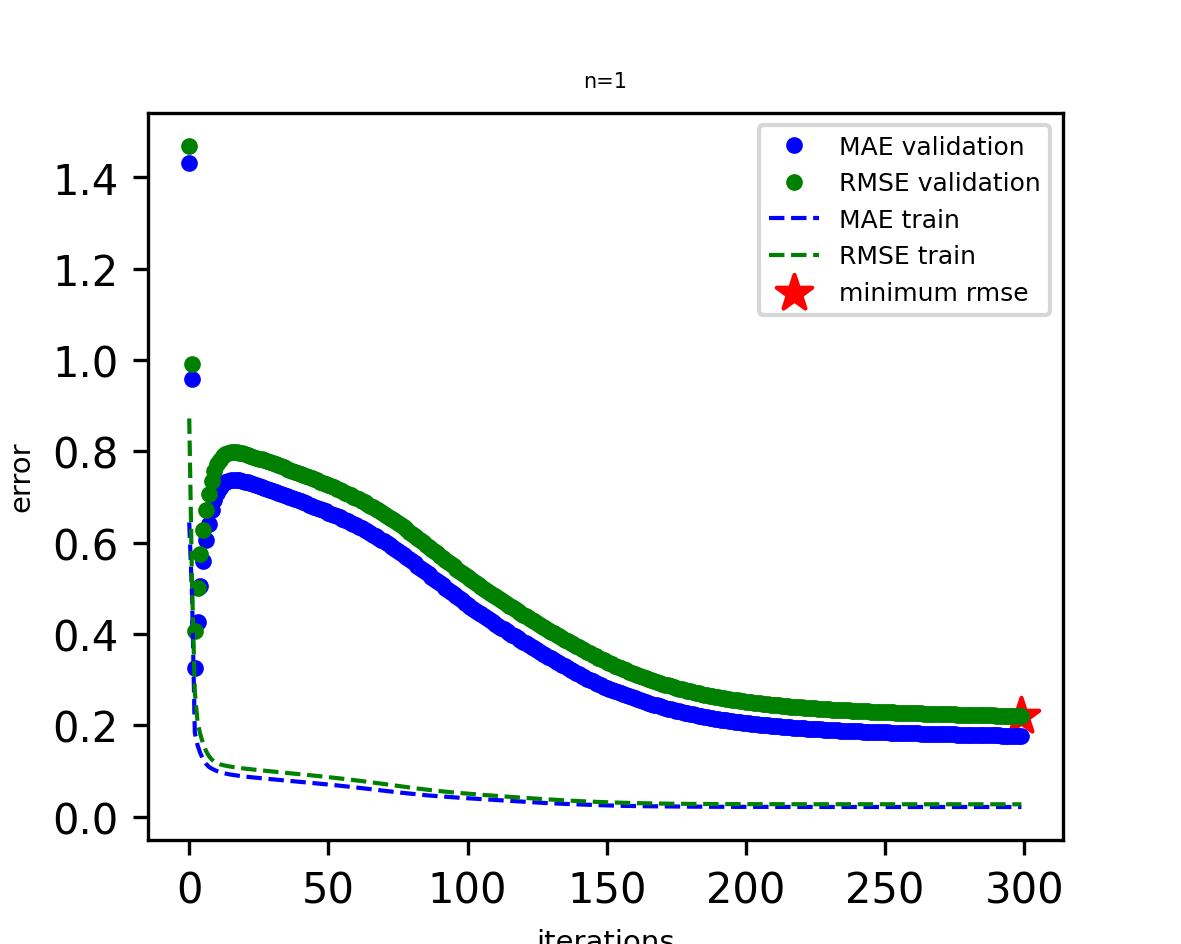 n=1
MAE validation
RMSE validation
MAE train
RMSE train
minimum rmse
1.4
1.2
1.0
0.8
0.6
0.4
0.2
0.0
error
0 50 100 150 200 250 300
iterations